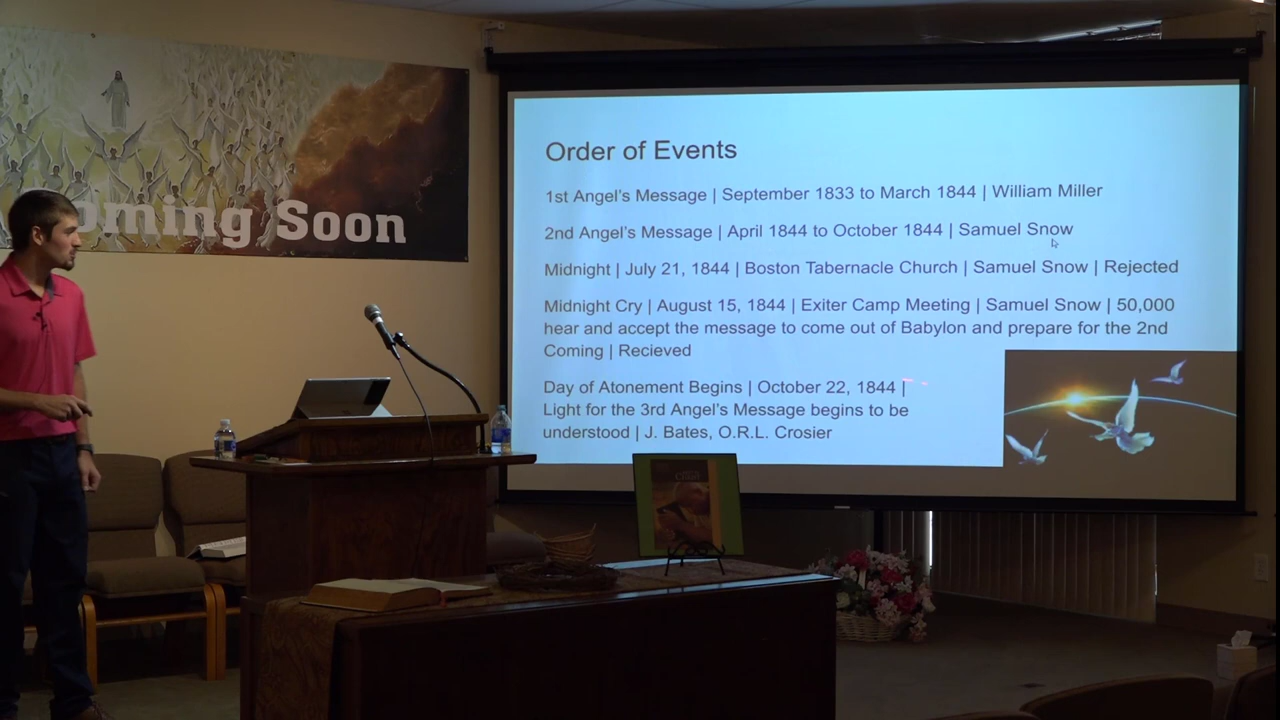 Coming Soon
Order of Events
1st Angel's Message | September 1833 to March 1844 | William Miller
2nd Angel's Message | April 1844 to October 1844 | Samuel Snow
Midnight | July 21, 1844 | Boston Tabernacle Church | Samuel Snow | Rejected
Midnight Cry | August 15, 1844 | Exiter Camp Meeting | Samuel Snow | 50,000
hear and accept the message to come out of Babylon and prepare for the 2nd
Coming | Recieved
Day of Atonement Begins | October 22, 1844 |
Light for the 3rd Angel's Message begins to be
understood | J. Bates, O.R.L. Crosier